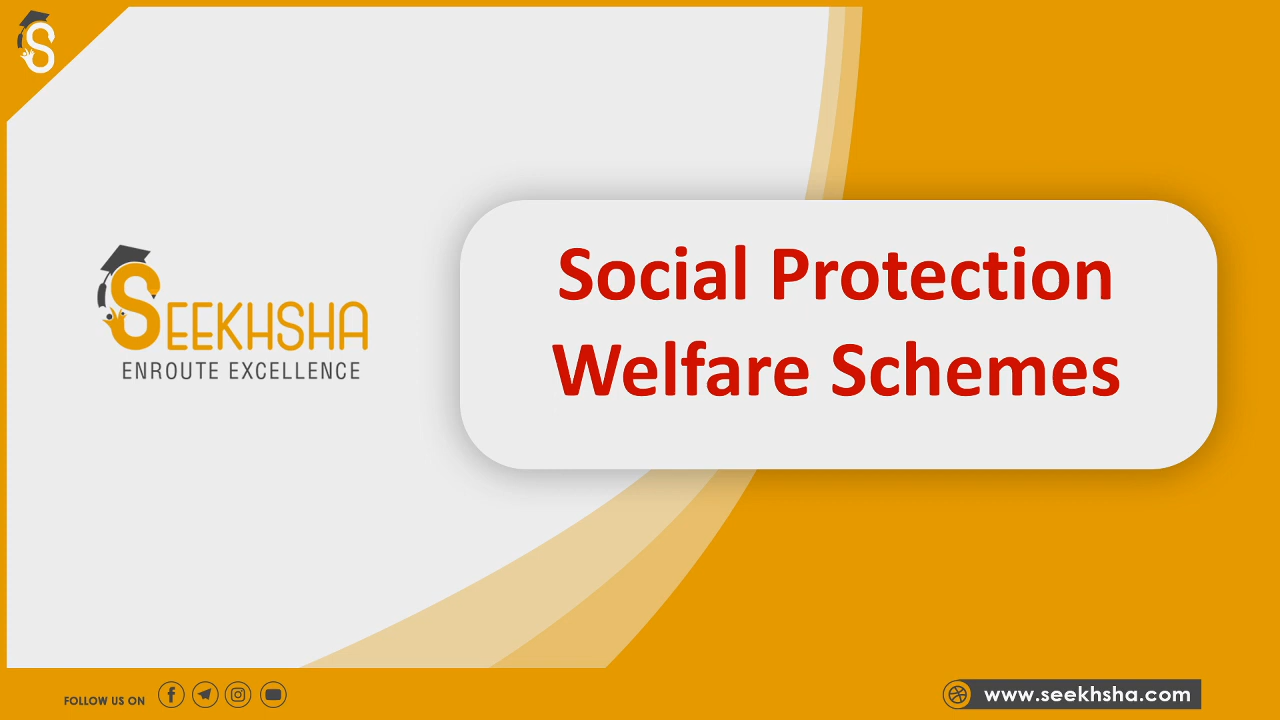 S
SEEKHSHA
ENROUTE EXCELLENCE
Social Protection
Welfare Schemes
FOLLOW US ON
www.seekhsha.com